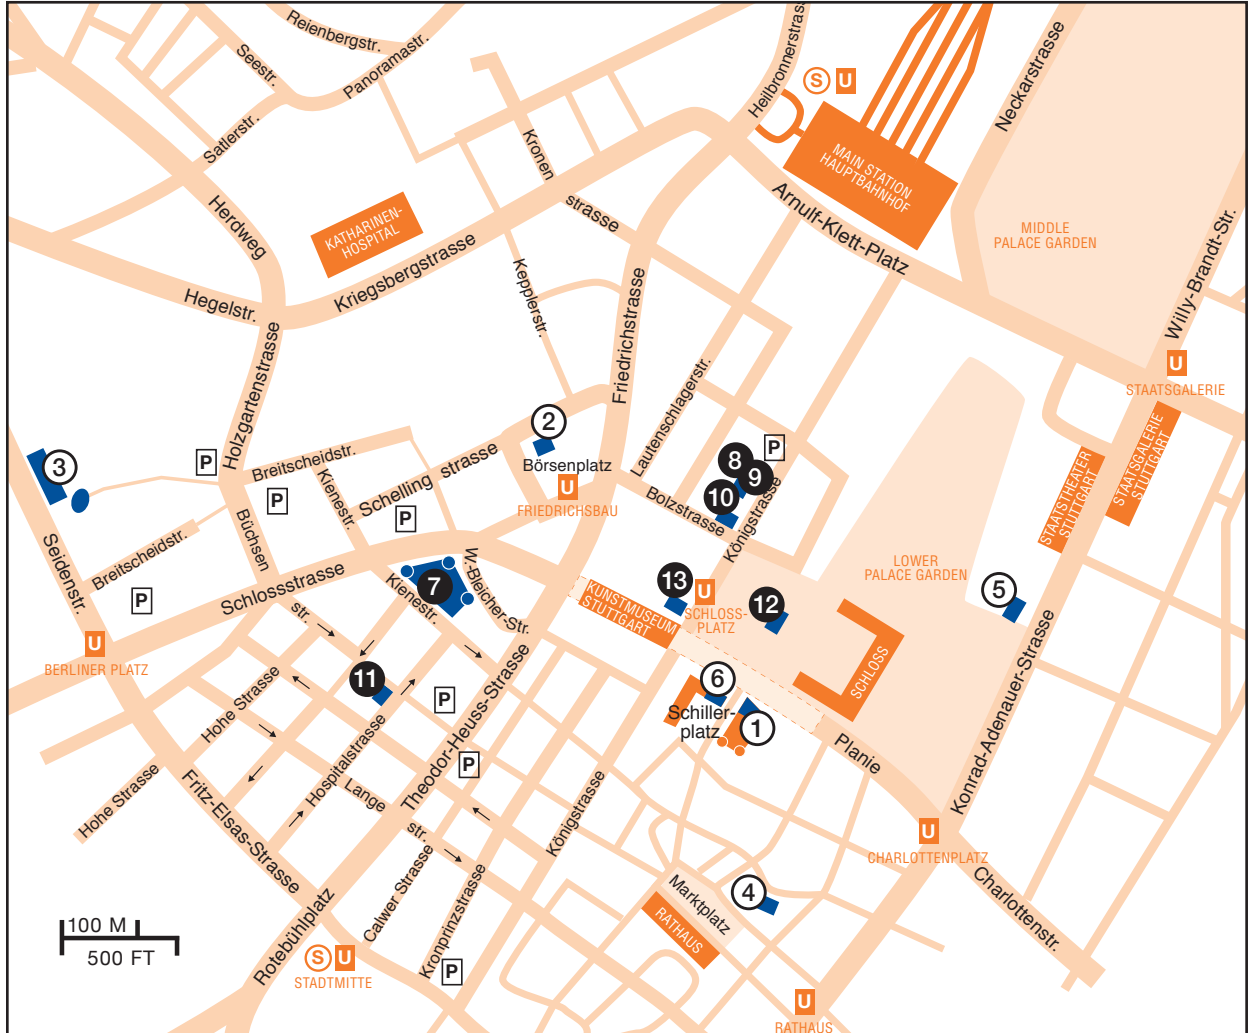 Reienbergstr.
Seestr.
Panoramastr.
Satlerstr.
Heilbronnerstrasse
S
U
Neckarstrasse
MAIN STATION
HAUPTBAHNHOF
Kronen
strasse
Herdweg
KATHARINEN-
HOSPITAL
Arnulf-Klett-Platz
MIDDLE
PALACE GARDEN
Willy-Brandt-Str.
Hegelstr.
Kriegsbergstrasse
Kepplerstr.
Friedrichstrasse
Holzgartenstrasse
U
STAATSGALERIE
Lautenschlagerstr.
STAATSGALERIE
STUTTGART
STAATSTHEATER
STUTTGART
2
Börsenplatz
U
FRIEDRICHSBAU
3
P
Breitscheidstr.
Kienestr.
Schelling
strasse
P
P
8
9
P
10
Bolzstrasse
Königstrasse
Büchsen
str.
Seidenstr.
Breitscheidstr.
P
Schlossstrasse
7
Kienestr.
W.-Bleicher-Str.
KUNSTMUSEUM
STUTTGART
13
U
SCHLOSS-
PLATZ
12
LOWER
PALACE GARDEN
5
SCHLOSS
U
BERLINER PLATZ
11
P
6
Schiller-
platz
1
Planie
Konrad-Adenauer-Strasse
Hohe Strasse
Hohe Strasse
Hospitalstrasse
Theodor-Heuss-Strasse
P
Lange
str.
Fritz-Elsas-Strasse
Königstrasse
Calwer Strasse
Kronprinzstrasse
U
CHARLOTTENPLATZ
Charlottenstr.
Marktplatz
4
RATHAUS
Rotebühlplatz
100 M
500 FT
S
U
STADTMITTE
P
U
RATHAUS